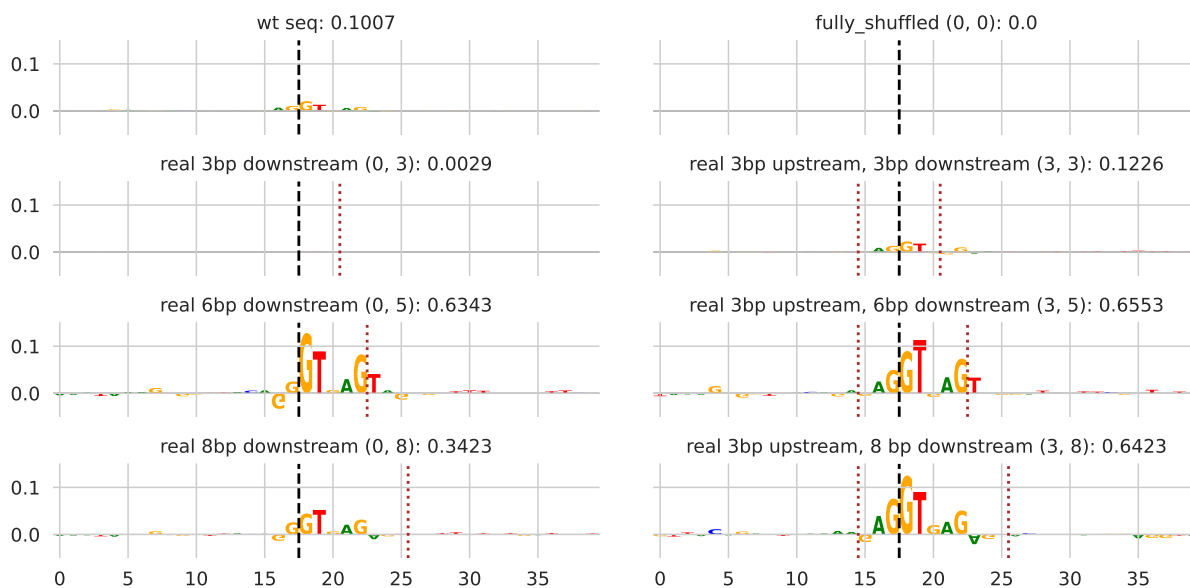 wt seq: 0.1007
fully_shuffled (0, 0): 0.0
0.1
0.0
real 3bp downstream (0, 3): 0.0029
real 3bp upstream, 3bp downstream (3, 3): 0.1226
0.1
0.0
real 6bp downstream (0, 5): 0.6343
real 3bp upstream, 6bp downstream (3, 5): 0.6553
0.1
0.0
real 8bp downstream (0, 8): 0.3423
real 3bp upstream, 8 bp downstream (3, 8): 0.6423
0.1
0.0
0 5 10 15 20 25 30 35
0 5 10 15 20 25 30 35